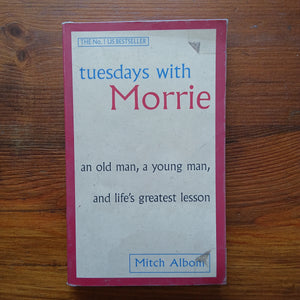 THE No. 1 US BESTSELLER
tuesdays with
Morrie
an old man, a young man,
and life's greatest lesson
Mitch Albom